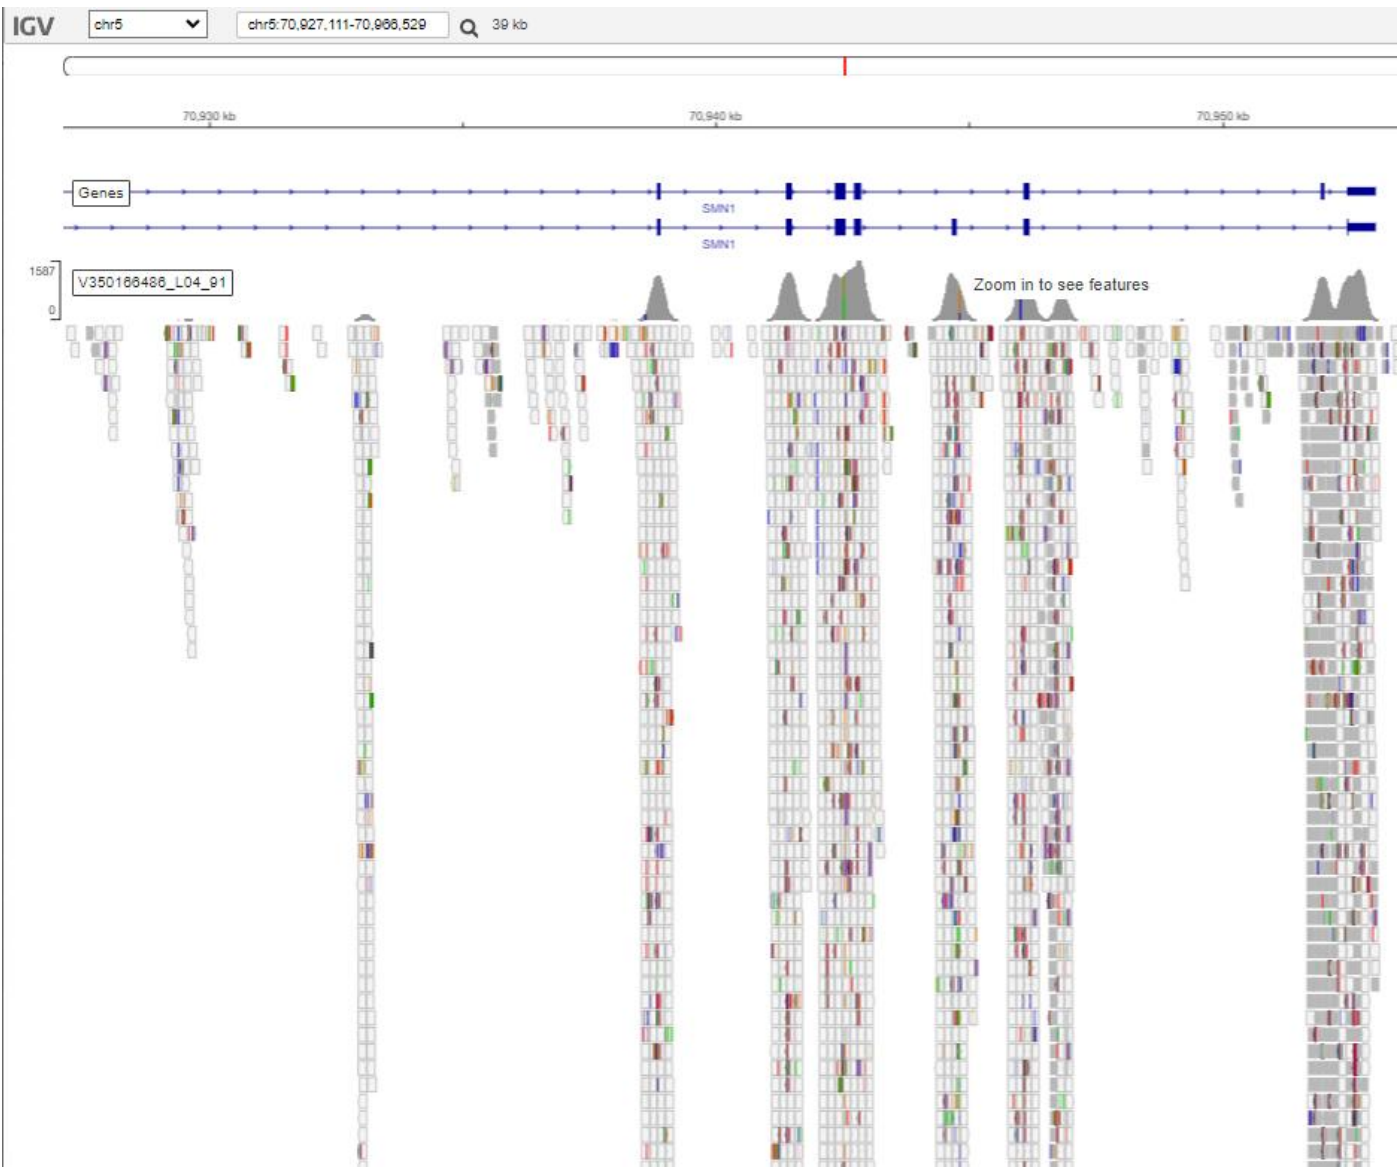 IGV chr5 chr5:70,927,111-70,966,529 39 kb
70,930 kb 70,940 kb 70,950 kb
Genes
SMN1
SMN1
1587
V350166486_L04_91
Zoom in to see features
0